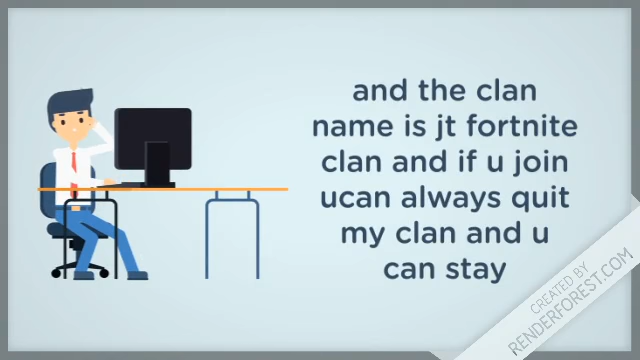 and the clan
name is jt fortnite
clan and if u join
ucan always quit
my clan and u
can stay
CREATED BY
RENDERFOREST.COM